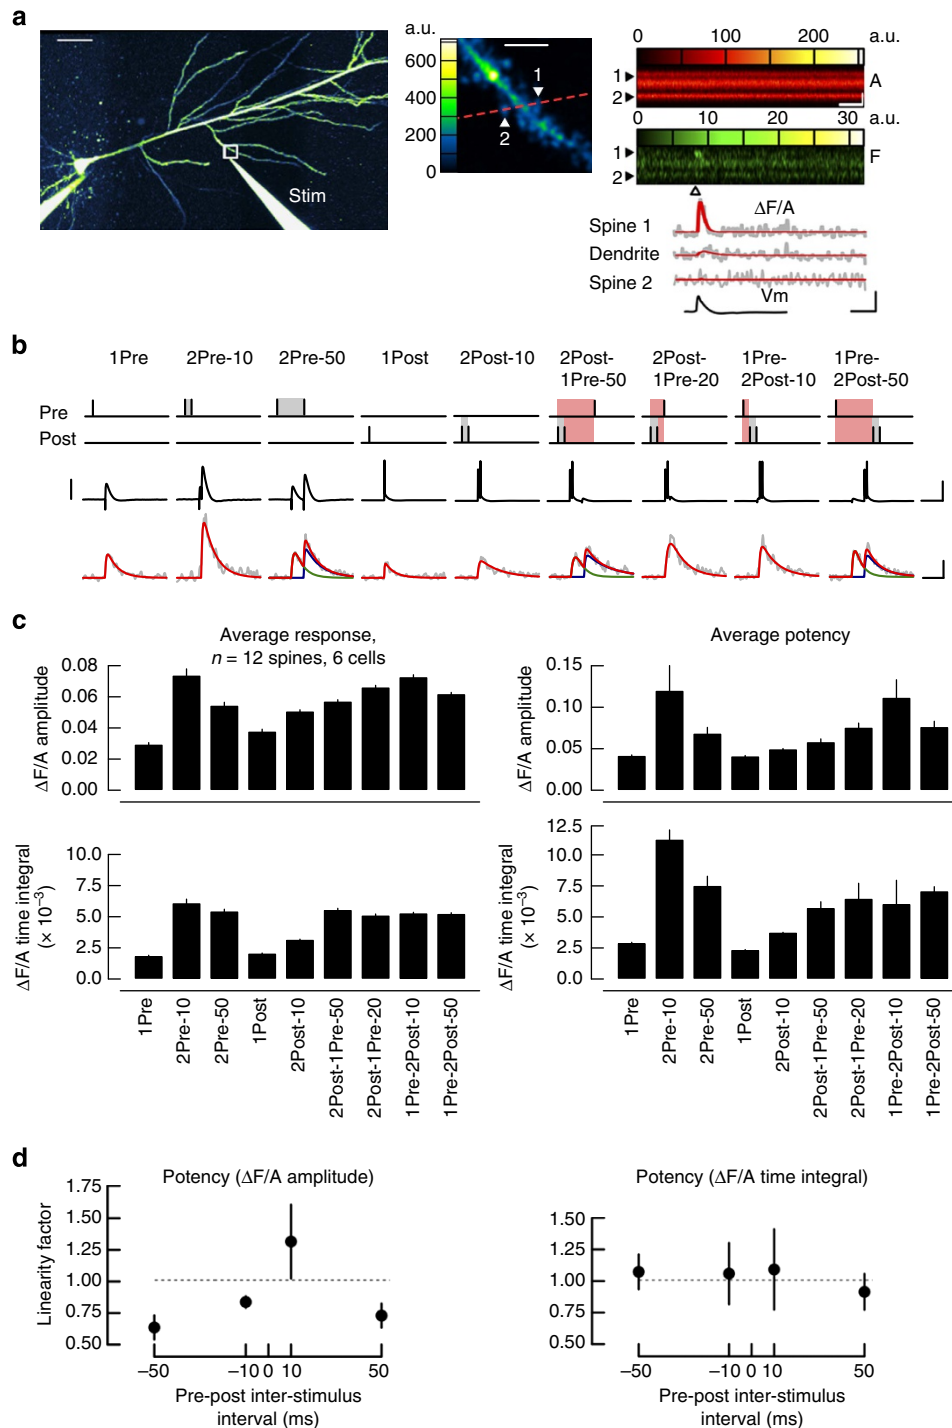 a
Stim
a.u.
600
400
200
0
1
2
0 100 200 a.u.
1 A
2
a.u.
0 10 20 30
1 F
2
ΔF/A
Spine 1
Dendrite
Spine 2
Vm
b
1Pre 2Pre-10 2Pre-50 1Post 2Post-10 2Post-1Pre-50 2Post-1Pre-20 1Pre-2Post-10 1Pre-2Post-50
Pre
Post
c
Average response,
n = 12 spines, 6 cells
ΔF/A amplitude
0.08
0.06
0.04
0.02
0.00
Average potency
ΔF/A amplitude
0.15
0.10
0.05
0.00
ΔF/A time integral
(× 10⁻³)
10.0
7.5
5.0
2.5
0
ΔF/A time integral
(× 10⁻³)
12.5
10.0
7.5
5.0
2.5
0
1Pre
2Pre-10
2Pre-50
1Post
2Post-10
2Post-1Pre-50
2Post-1Pre-20
1Pre-2Post-10
1Pre-2Post-50
1Pre
2Pre-10
2Pre-50
1Post
2Post-10
2Post-1Pre-50
2Post-1Pre-20
1Pre-2Post-10
1Pre-2Post-50
d
Potency (ΔF/A amplitude)
Linearity factor
1.75
1.50
1.25
1.00
0.75
0.50
−50 −10 0 10 50
Pre-post inter-stimulus
interval (ms)
Potency (ΔF/A time integral)
1.50
1.25
1.00
0.75
0.50
−50 −10 0 10 50
Pre-post inter-stimulus
interval (ms)